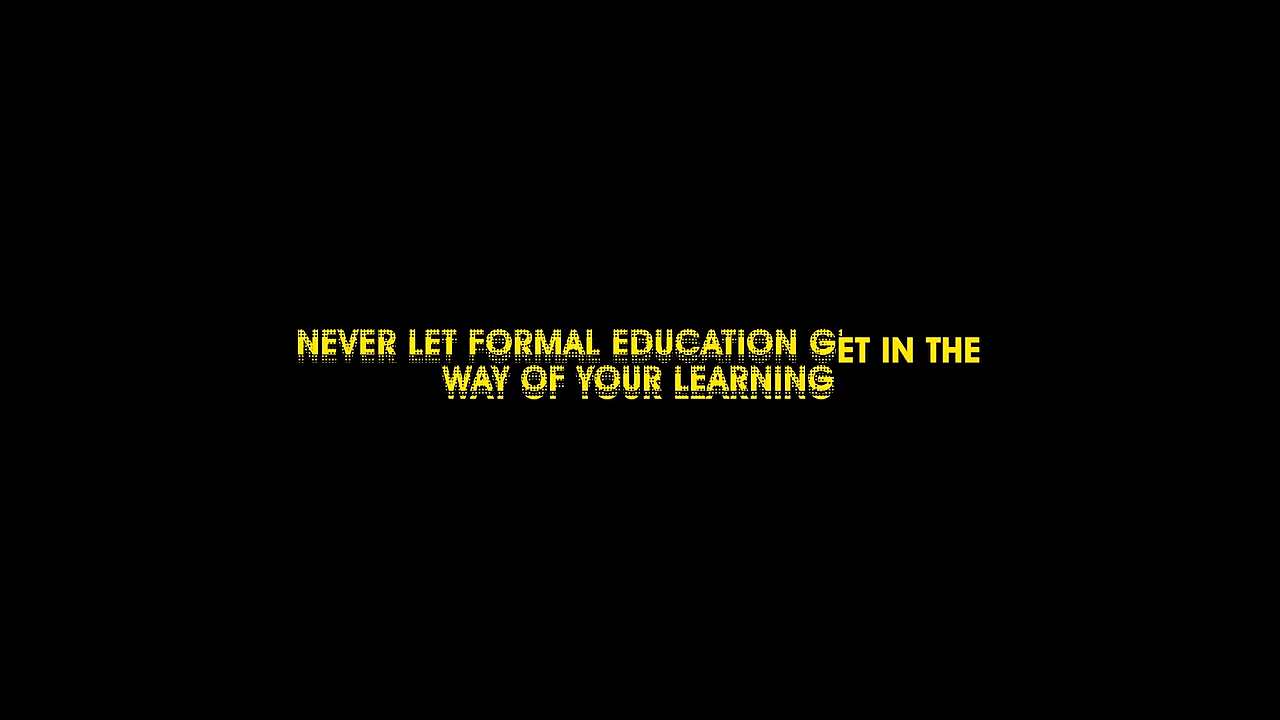 NEVER LET FORMAL EDUCATION GET IN THE
WAY OF YOUR LEARNING